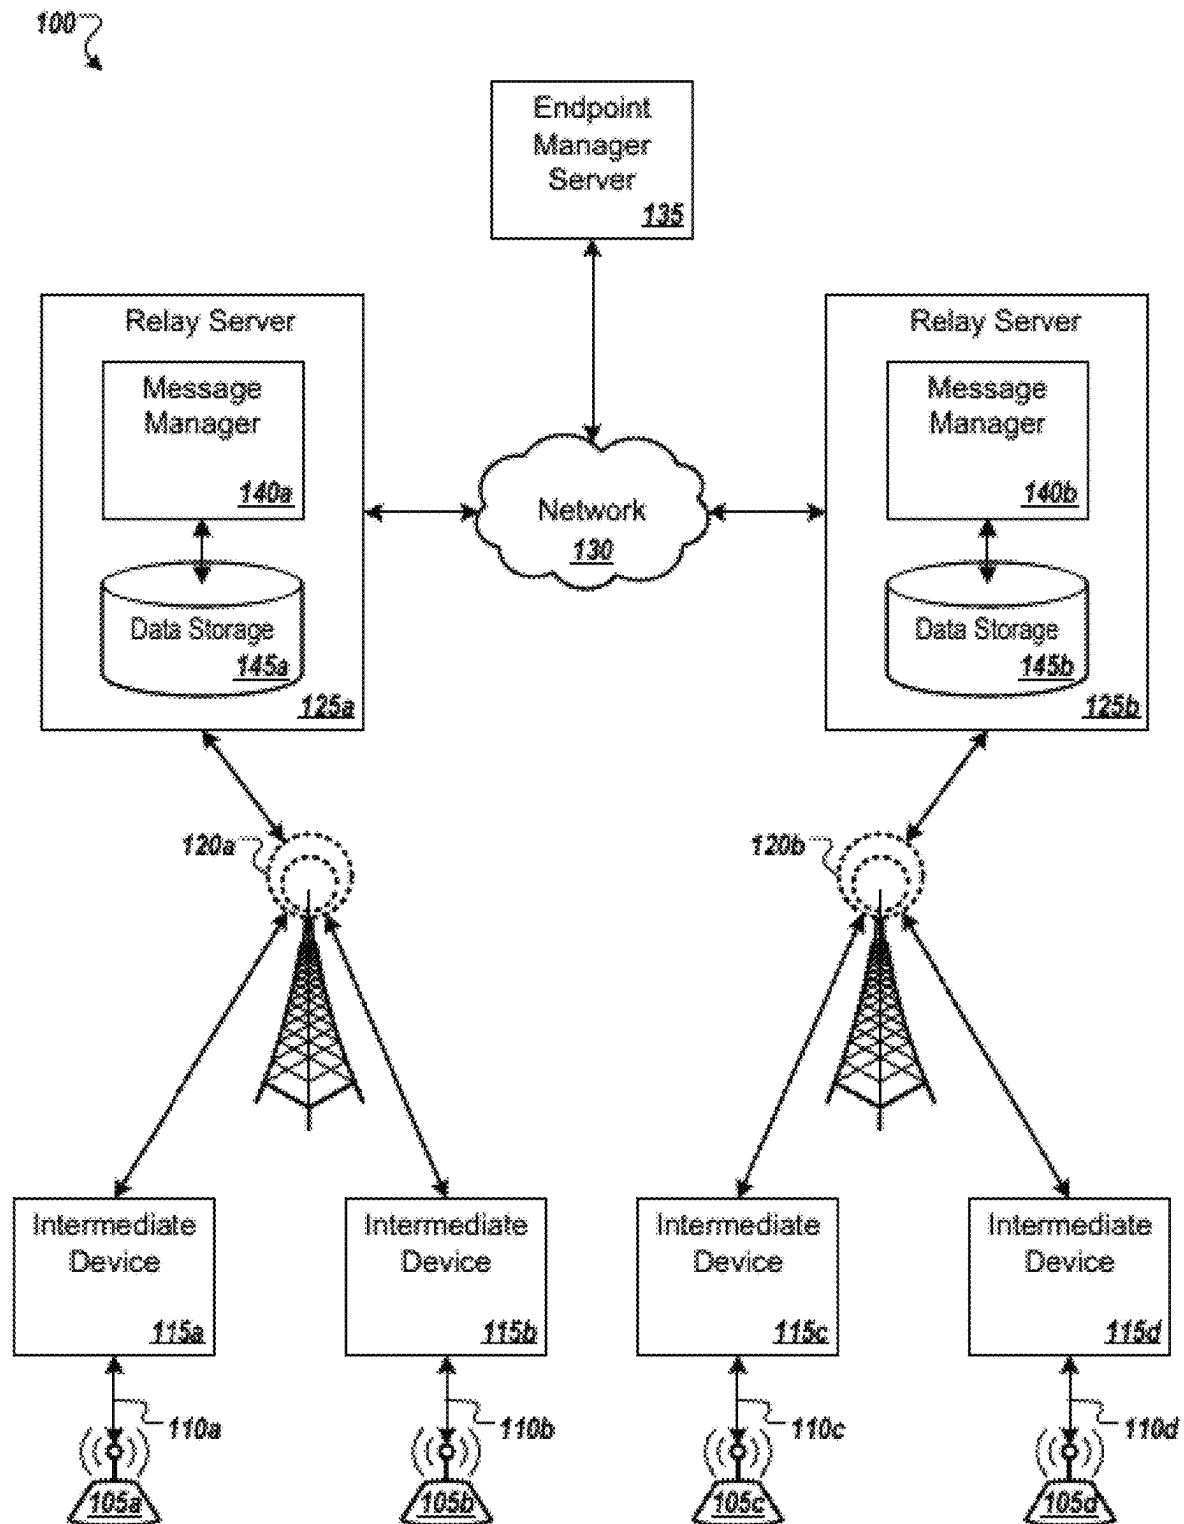 100
Endpoint
Manager
Server
135
Relay Server
Message
Manager
140a
Data Storage
145a
125a
Network
130
Relay Server
Message
Manager
140b
Data Storage
145b
125b
120a
120b
Intermediate
Device
115a
Intermediate
Device
115b
Intermediate
Device
115c
Intermediate
Device
115d
110a
110b
110c
110d
105a
105b
105c
105d